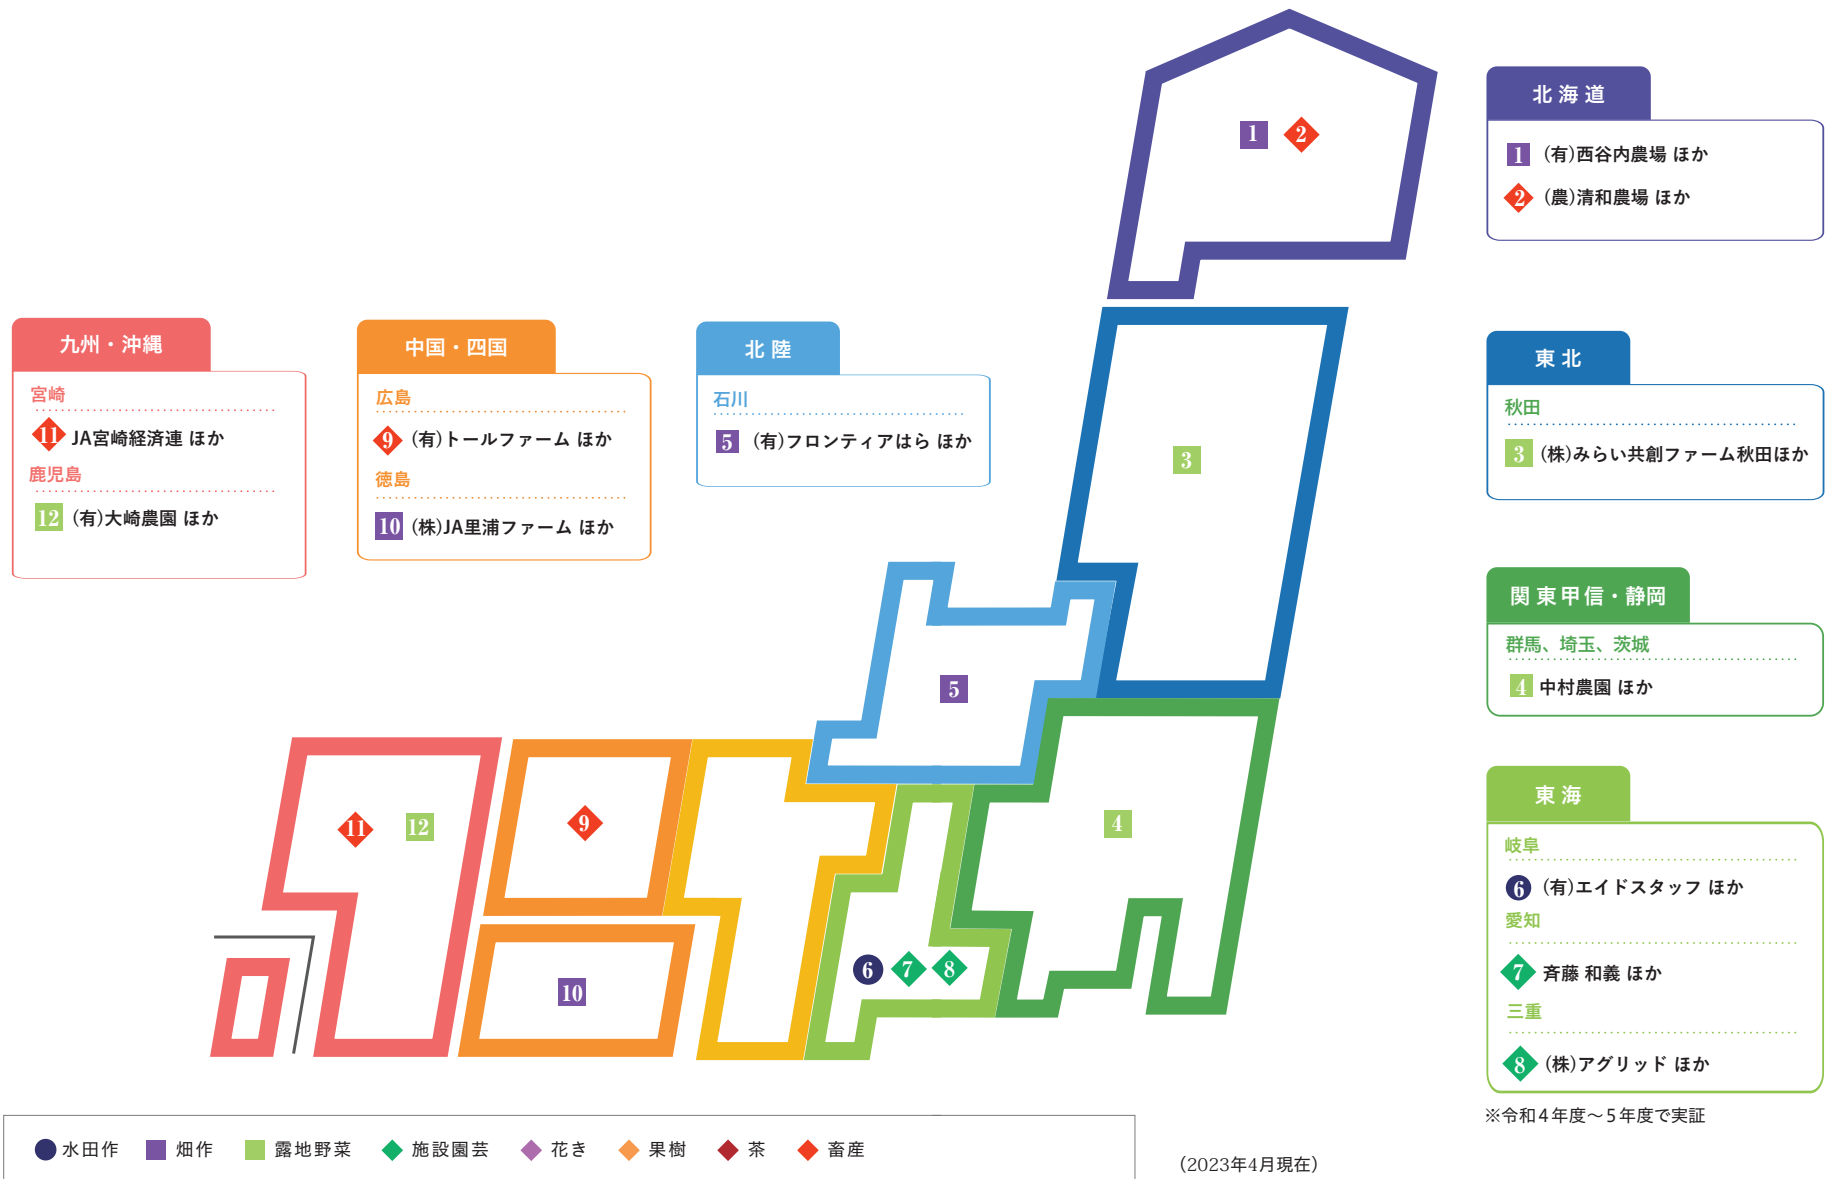 北海道
1 (有)西谷内農場 ほか
2 (農)清和農場 ほか
東北
秋田
3 (株)みらい共創ファーム秋田ほか
関東甲信・静岡
群馬、埼玉、茨城
4 中村農園 ほか
東海
岐阜
6 (有)エイドスタッフ ほか
愛知
7 斉藤 和義 ほか
三重
8 (株)アグリッド ほか
※令和4年度～5年度で実証
北陸
石川
5 (有)フロンティアはら ほか
中国・四国
広島
9 (有)トールファーム ほか
徳島
10 (株)JA里浦ファーム ほか
九州・沖縄
宮崎
11 JA宮崎経済連 ほか
鹿児島
12 (有)大崎農園 ほか
1 2
3
5
4
11 12 9
6 7 8
10
水田作 畑作 露地野菜 施設園芸 花き 果樹 茶 畜産
（2023年4月現在）